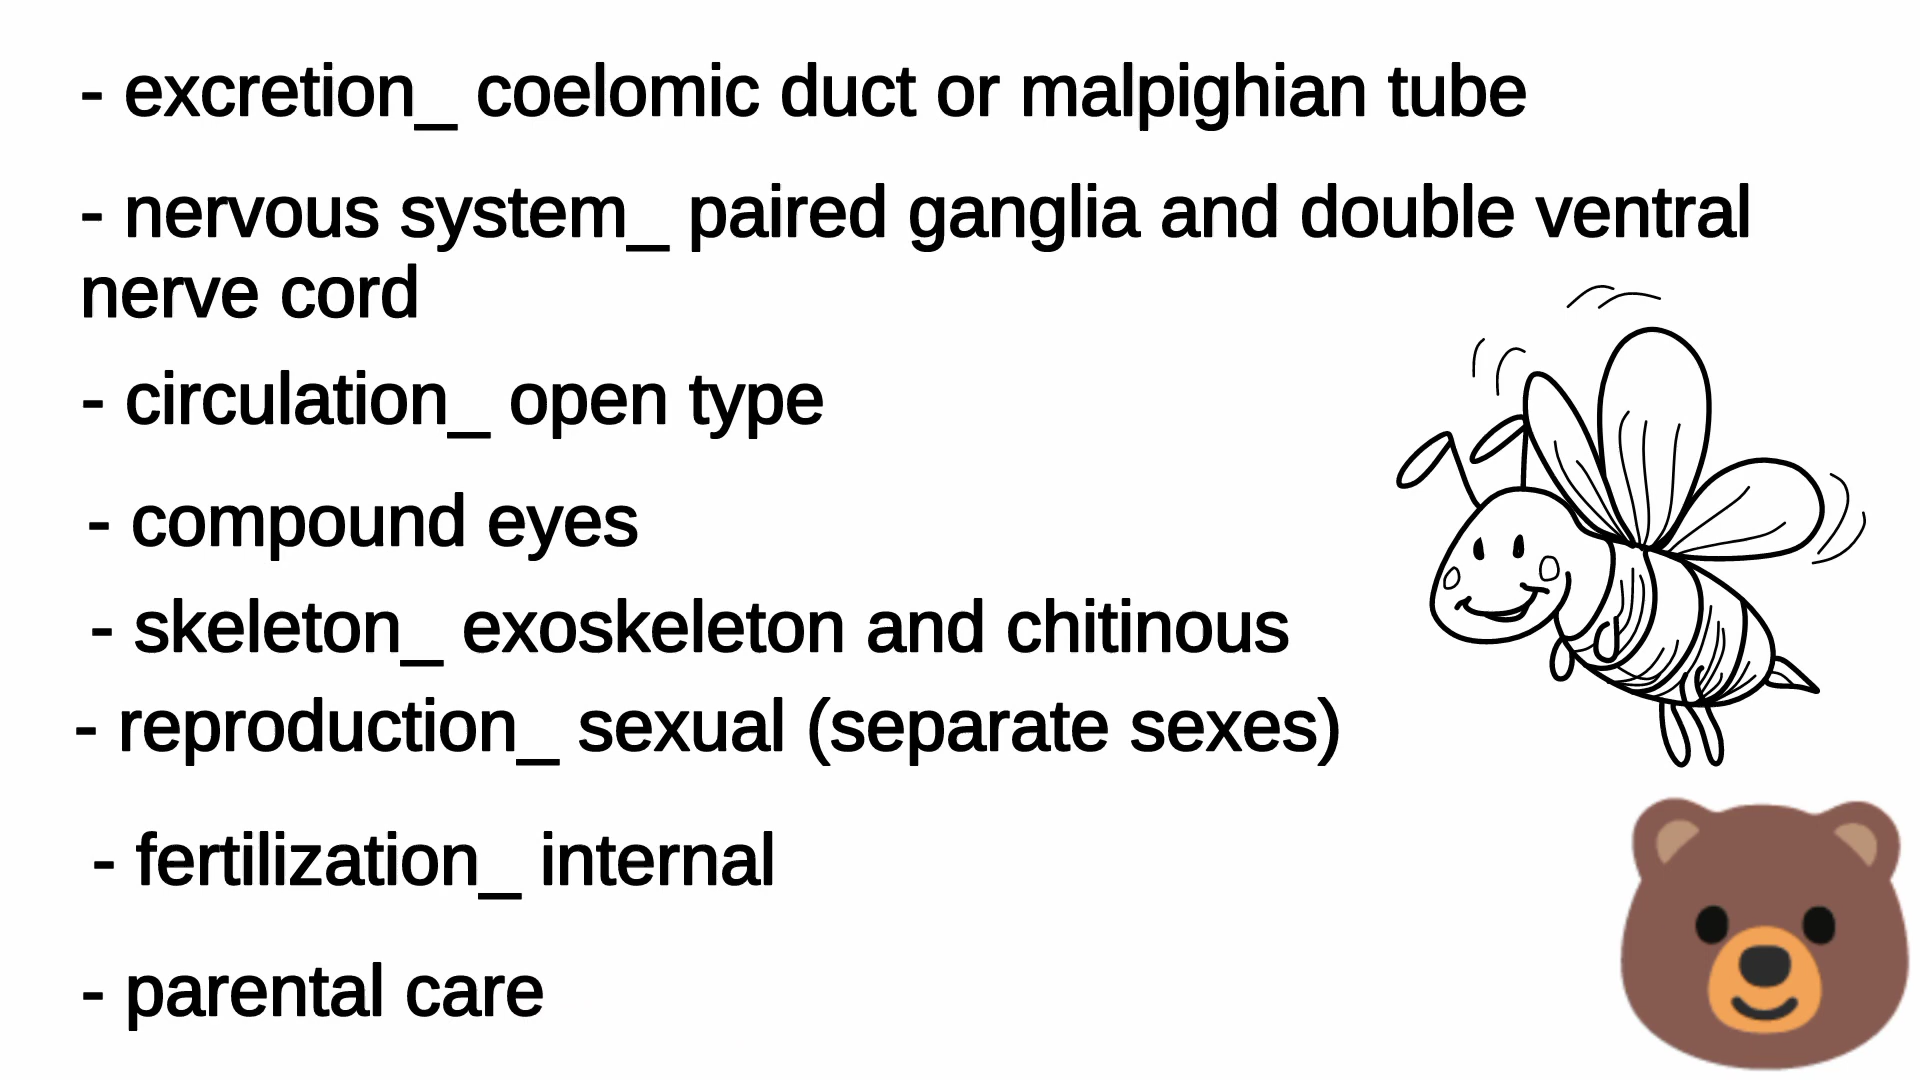 - excretion_ coelomic duct or malpighian tube
- nervous system_ paired ganglia and double ventral
nerve cord
- circulation_ open type
- compound eyes
- skeleton_ exoskeleton and chitinous
- reproduction_ sexual (separate sexes)
- fertilization_ internal
- parental care